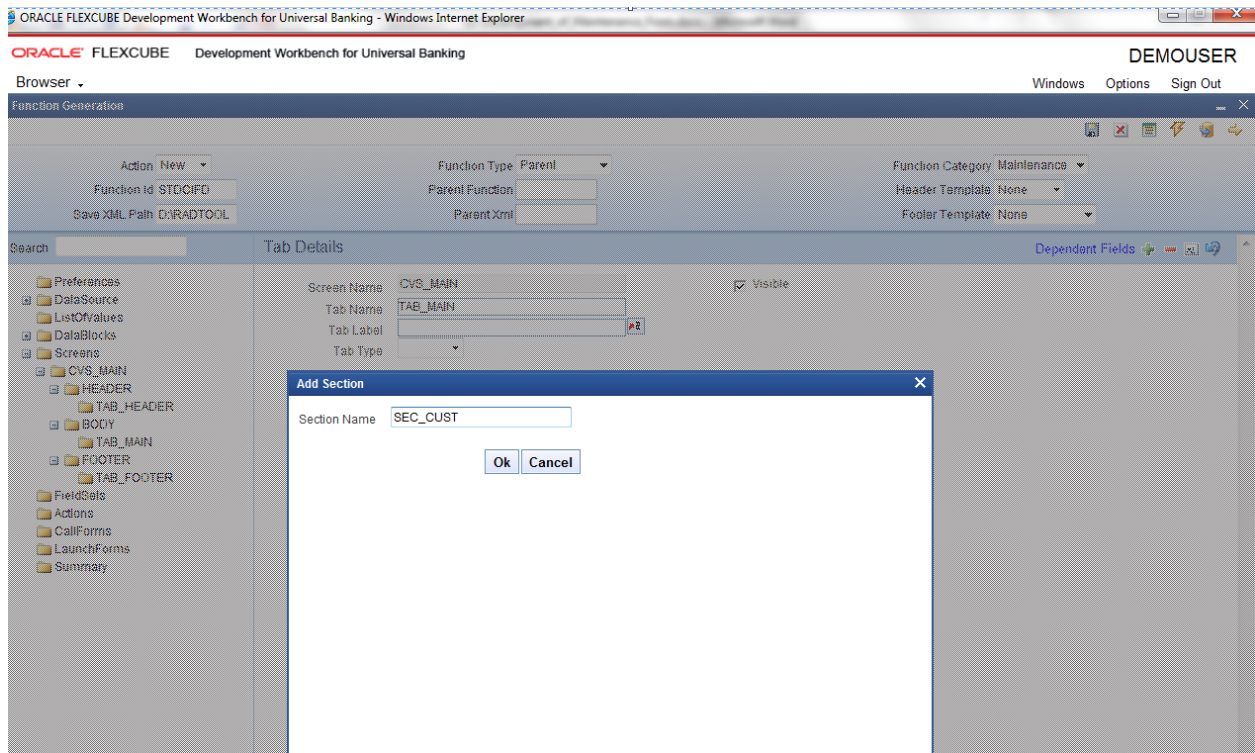 ORACLE FLEXCUBE Development Workbench for Universal Banking - Windows Internet Explorer
ORACLE FLEXCUBE Development Workbench for Universal Banking DEMOUSER
Browser Windows Options Sign Out
Function Generation
Action New Function Type Parent Function Category Maintenance
Function Id STDCIFD Parent Function Header Template None
Save XML Path D:\RADTOOL Parent Xml Footer Template None
Search Tab Details Dependent Fields
Preferences
DataSource
ListOfValues
DataBlocks
Screens
CVS_MAIN
HEADER
TAB_HEADER
BODY
TAB_MAIN
FOOTER
TAB_FOOTER
FieldSets
Actions
CallForms
LaunchForms
Summary
Screen Name CVS_MAIN Visible
Tab Name TAB_MAIN
Tab Label
Tab Type
Add Section
Section Name SEC_CUST
Ok Cancel